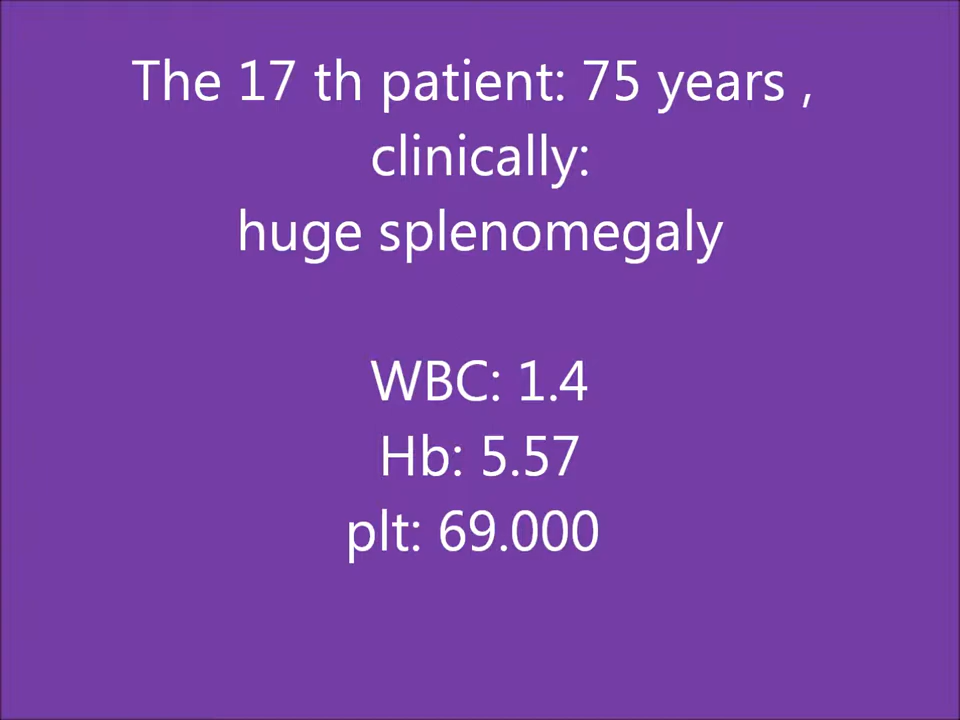 The 17 th patient: 75 years ,
clinically:
huge splenomegaly
WBC: 1.4
Hb: 5.57
plt: 69.000